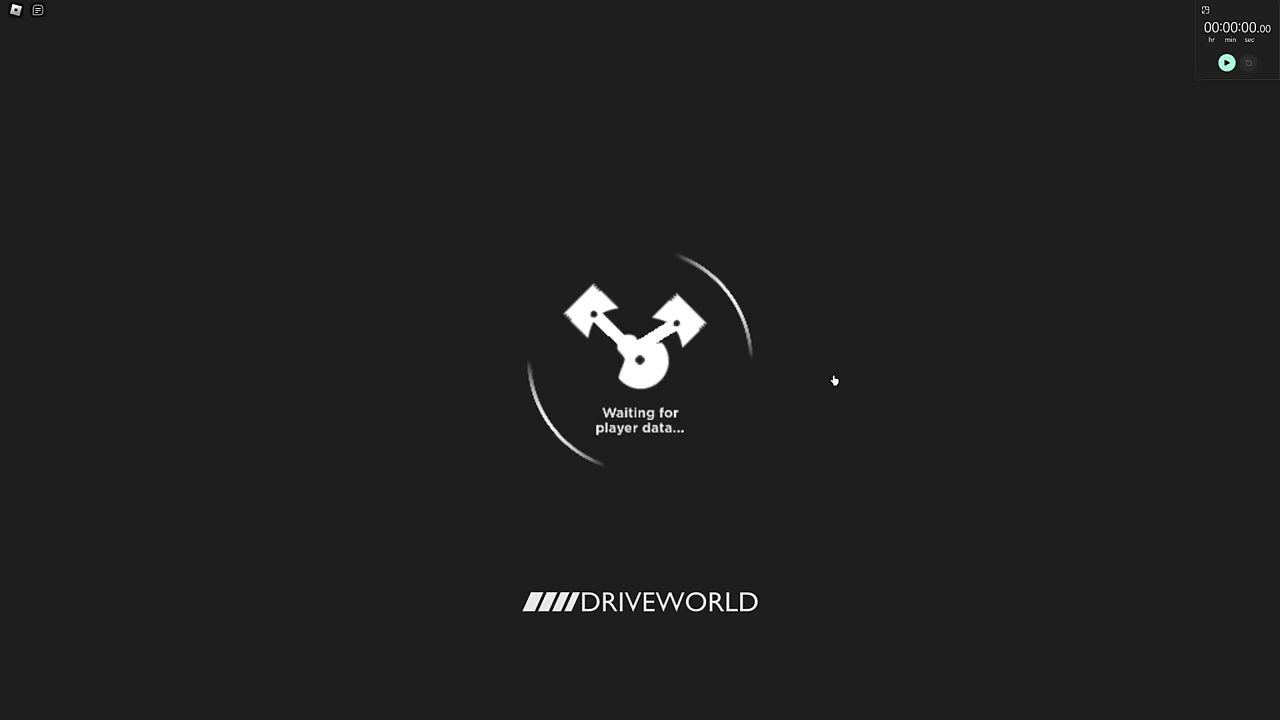 00:00:00.00
hr min sec
Waiting for
player data...
DRIVEWORLD